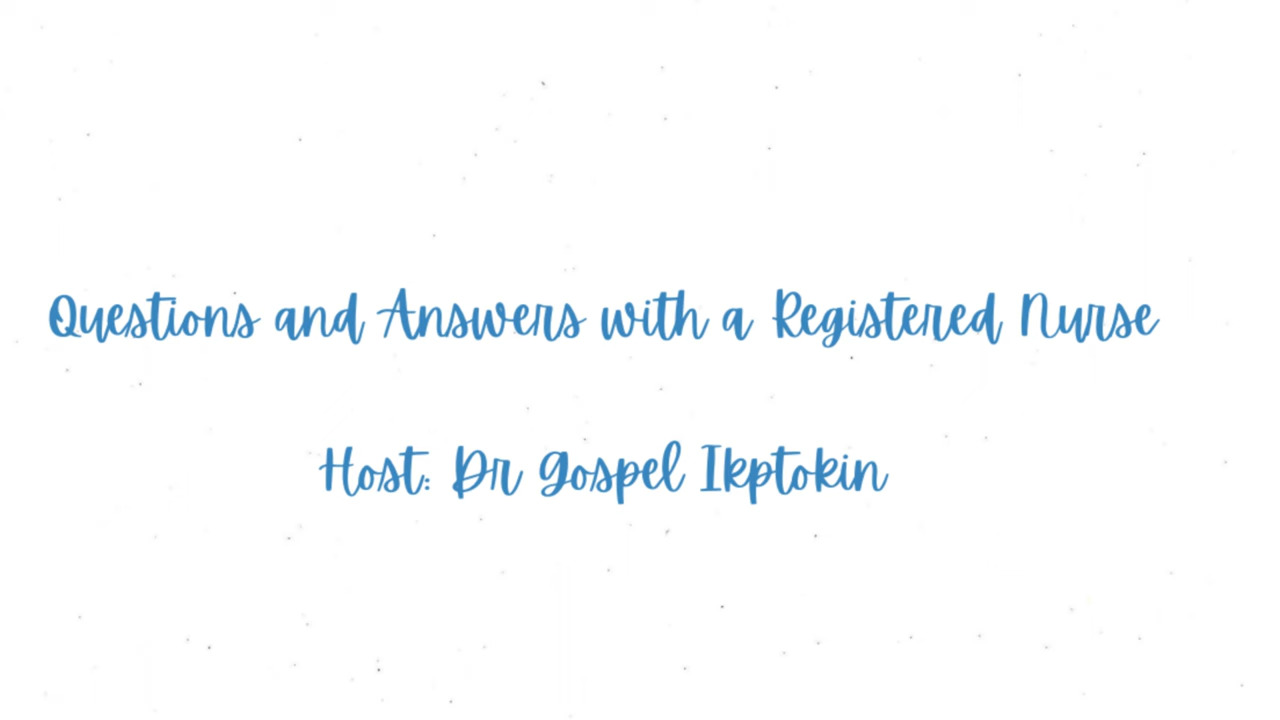 Questions and Answers with a Registered Nurse
Host: Dr Gospel Ikptokin